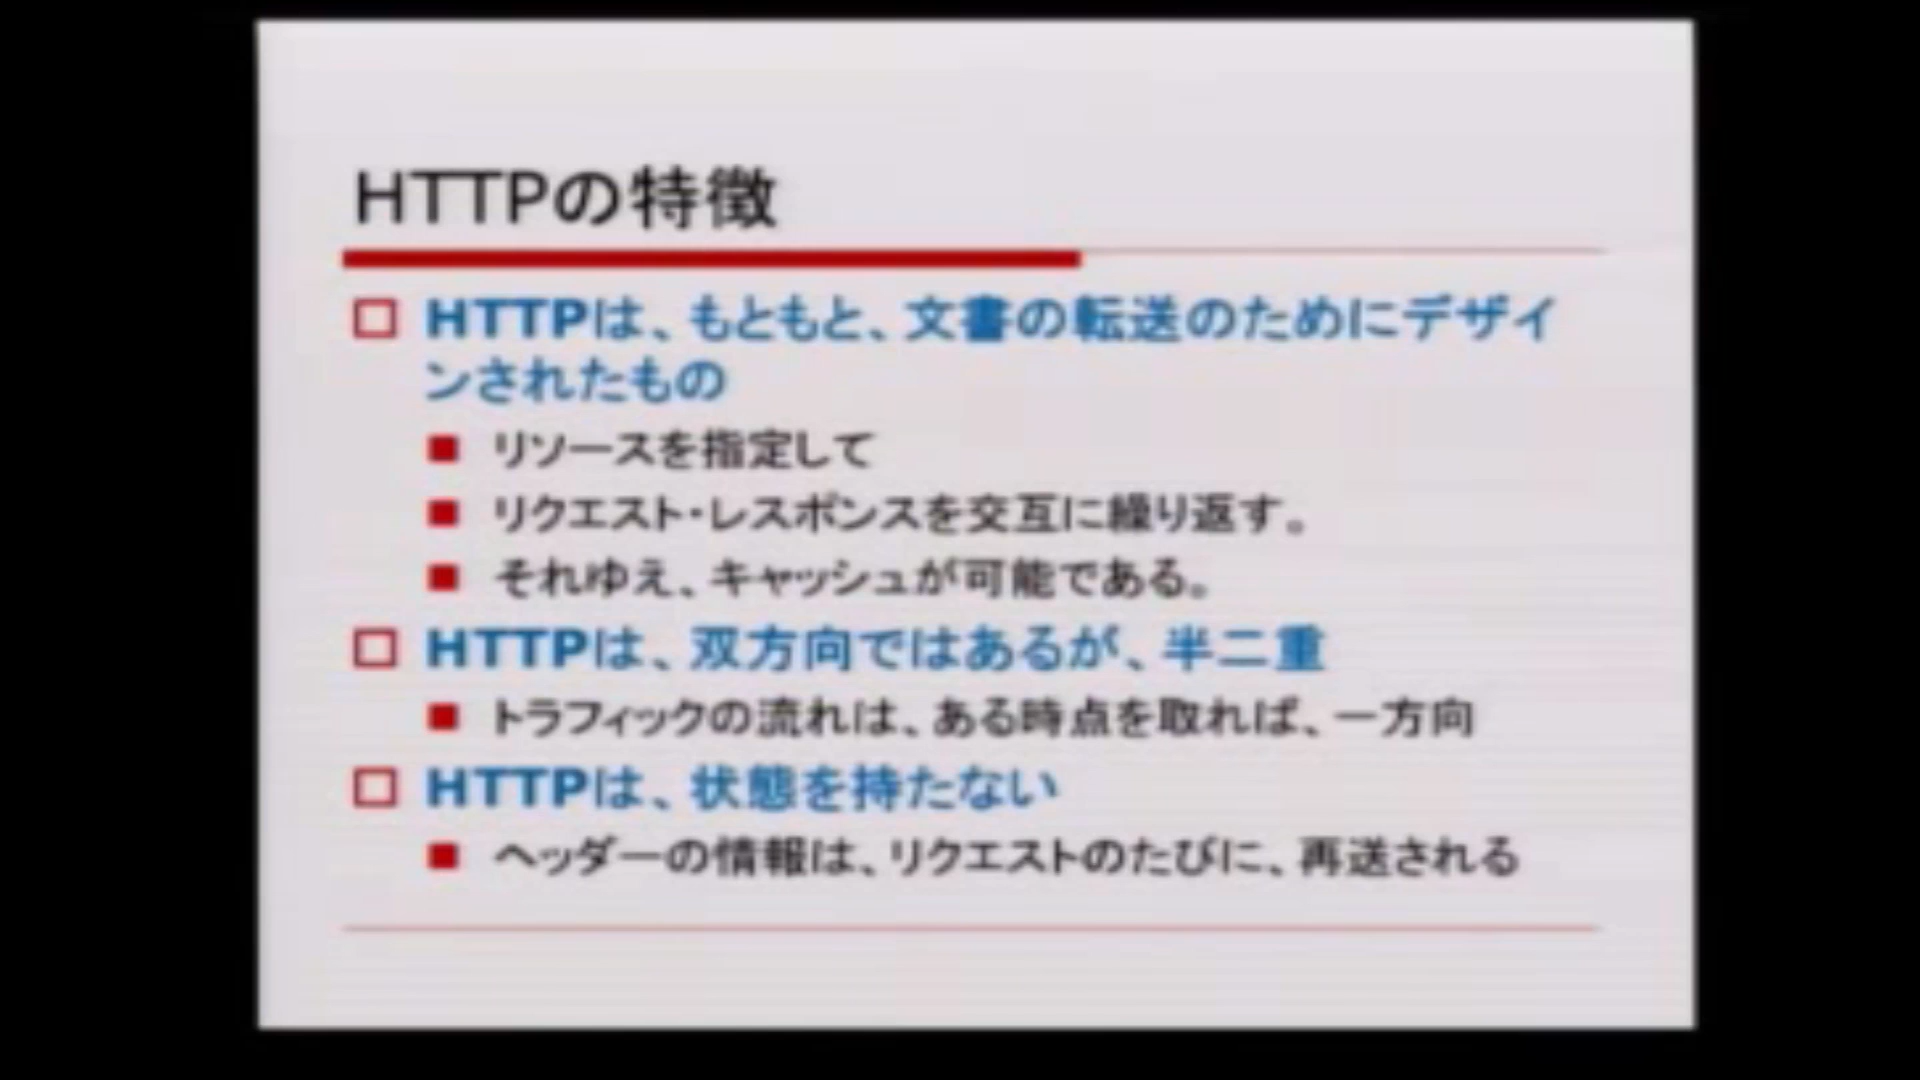 HTTPの特徴
HTTPは、もともと、文書の転送のためにデザイ
ンされたもの
リソースを指定して
リクエスト・レスポンスを交互に繰り返す。
それゆえ、キャッシュが可能である。
HTTPは、双方向ではあるが、半二重
トラフィックの流れは、ある時点を取れば、一方向
HTTPは、状態を持たない
ヘッダーの情報は、リクエストのたびに、再送される